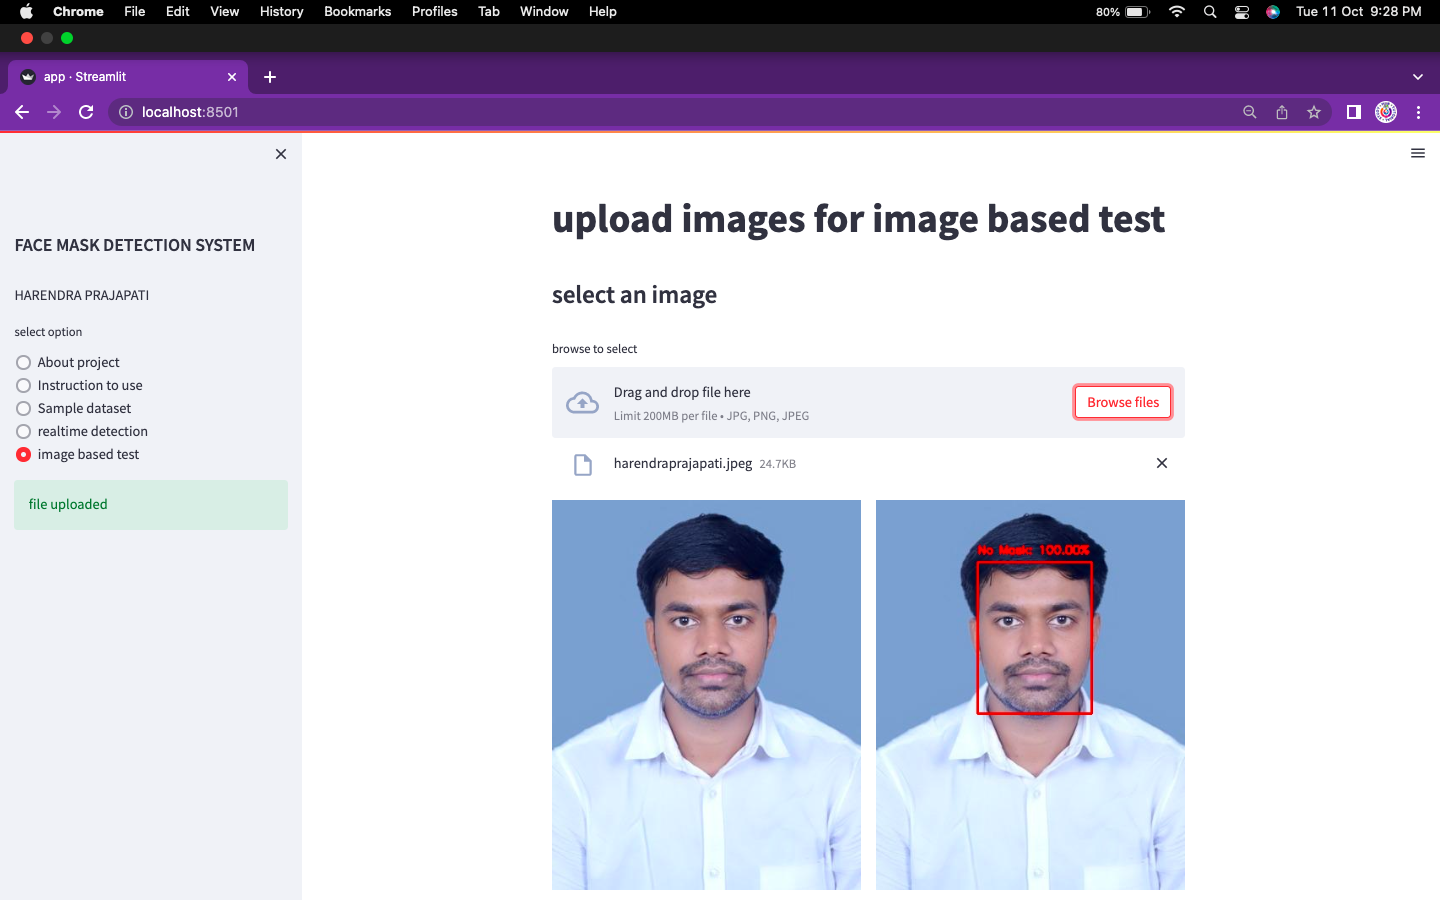 Chrome File Edit View History Bookmarks Profiles Tab Window Help 80% Tue 11 Oct 9:28 PM
app · Streamlit
localhost:8501
upload images for image based test
FACE MASK DETECTION SYSTEM
select an image
HARENDRA PRAJAPATI
select option
browse to select
About project
Instruction to use
Sample dataset
realtime detection
image based test
Drag and drop file here
Limit 200MB per file • JPG, PNG, JPEG
Browse files
harendraprajapati.jpeg 24.7KB
file uploaded
No Mask: 100.00%